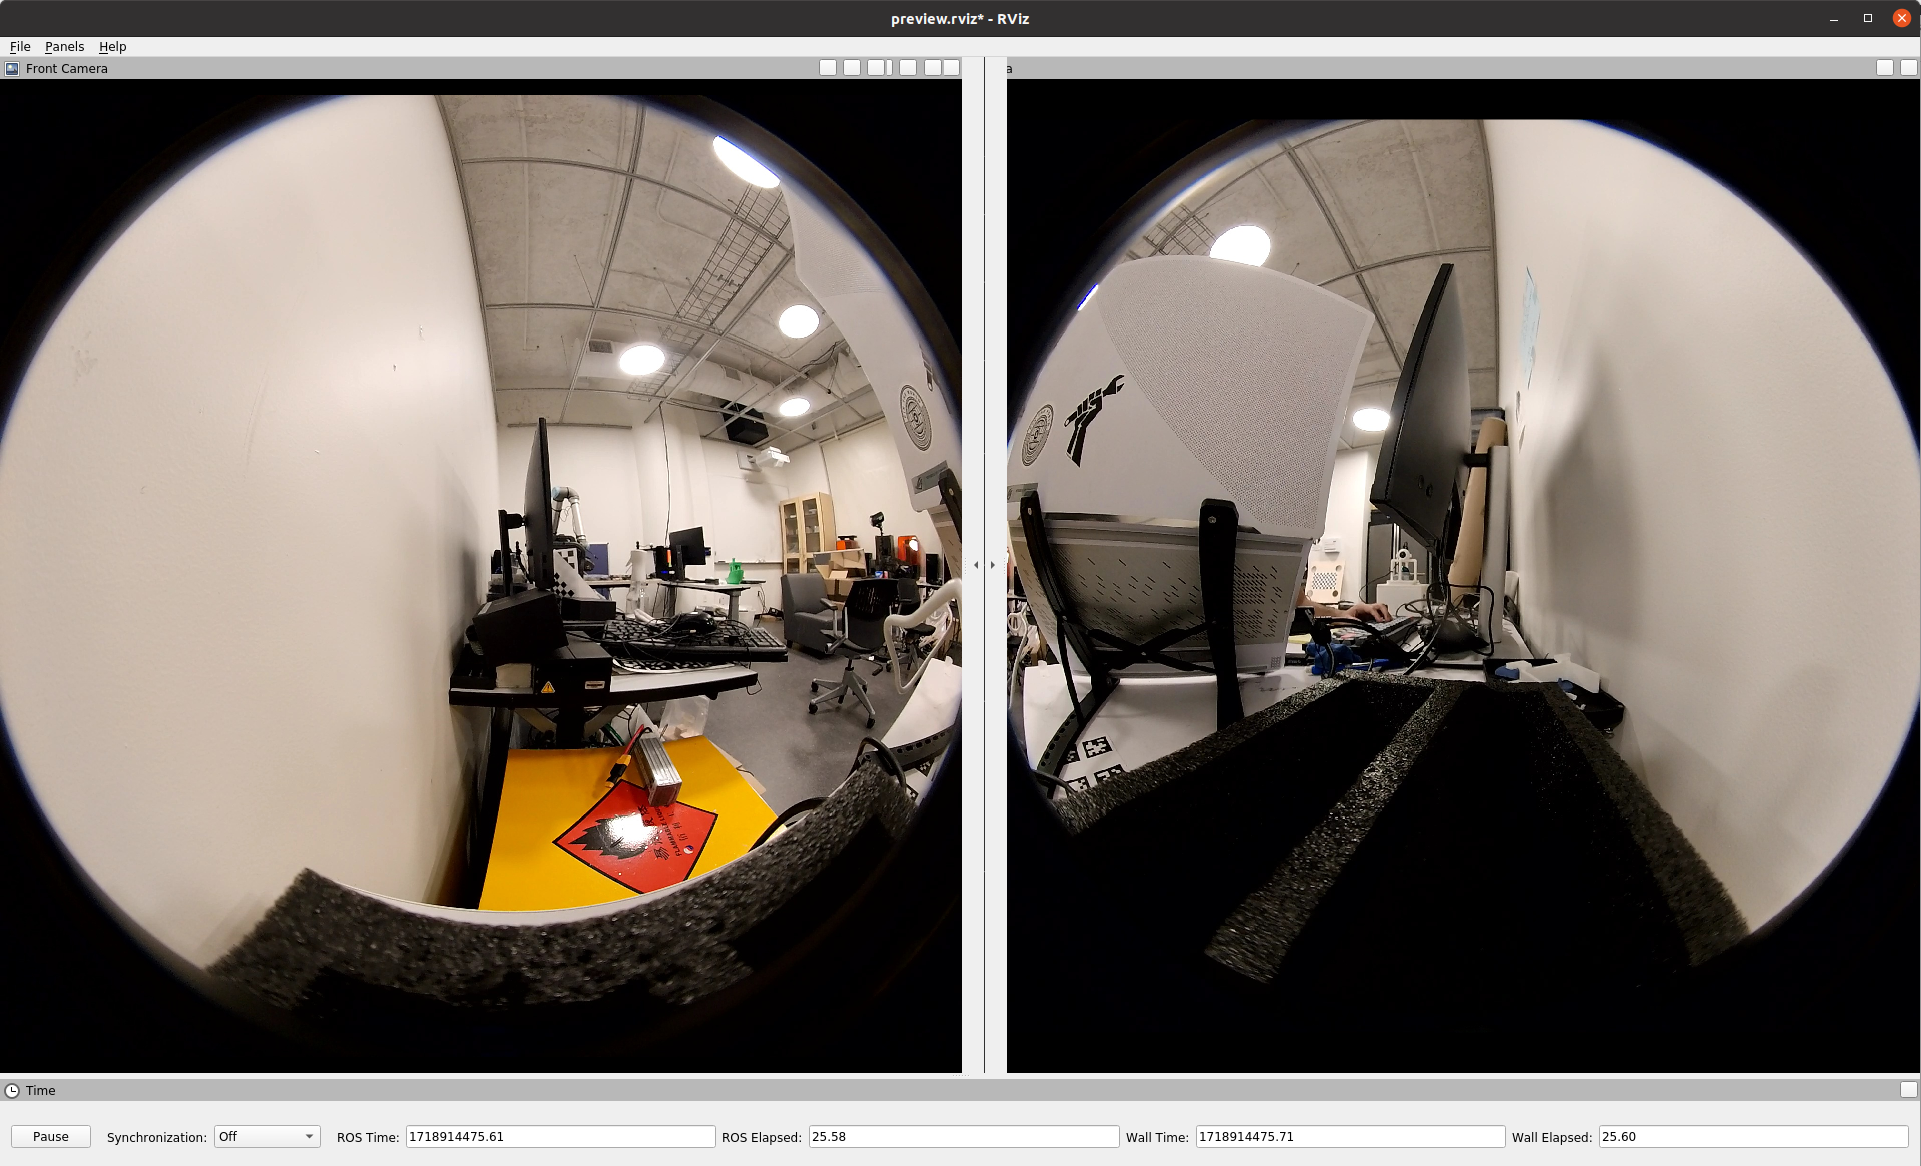 preview.rviz* - RViz
File Panels Help
Front Camera
a
FLAMMABLE
Time
Pause Synchronization: Off ROS Time: 1718914475.61 ROS Elapsed: 25.58 Wall Time: 1718914475.71 Wall Elapsed: 25.60